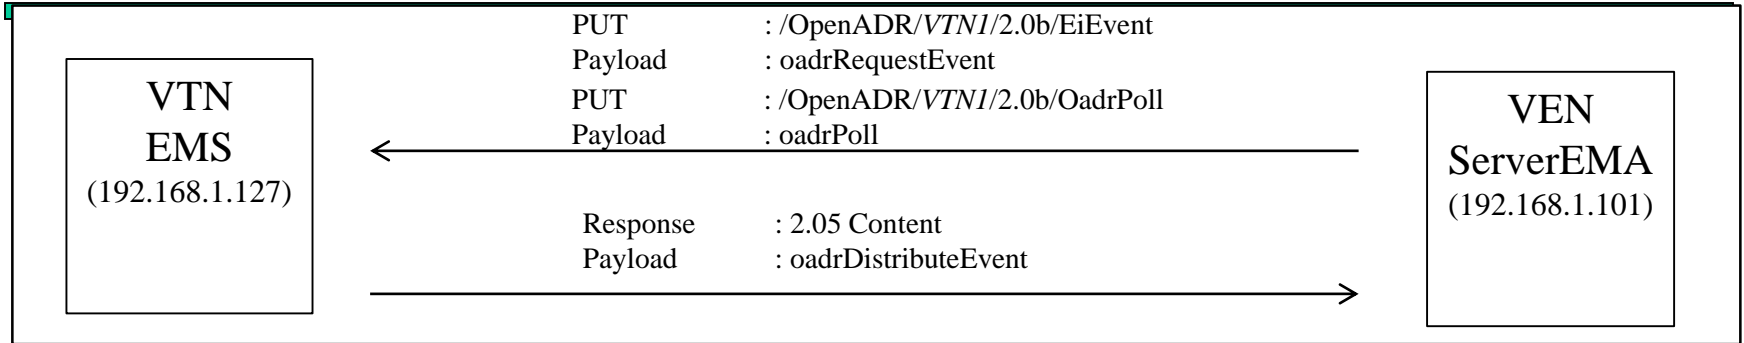 VTN
EMS
(192.168.1.127)
PUT : /OpenADR/VTN1/2.0b/EiEvent
Payload : oadrRequestEvent
PUT : /OpenADR/VTN1/2.0b/OadrPoll
Payload : oadrPoll
Response : 2.05 Content
Payload : oadrDistributeEvent
VEN
ServerEMA
(192.168.1.101)